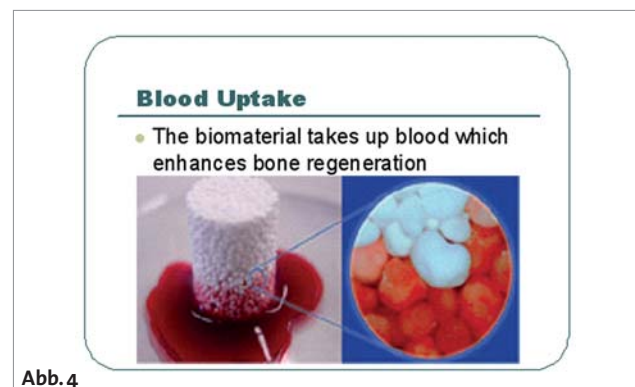 Blood Uptake
The biomaterial takes up blood which
enhances bone regeneration
Abb. 4